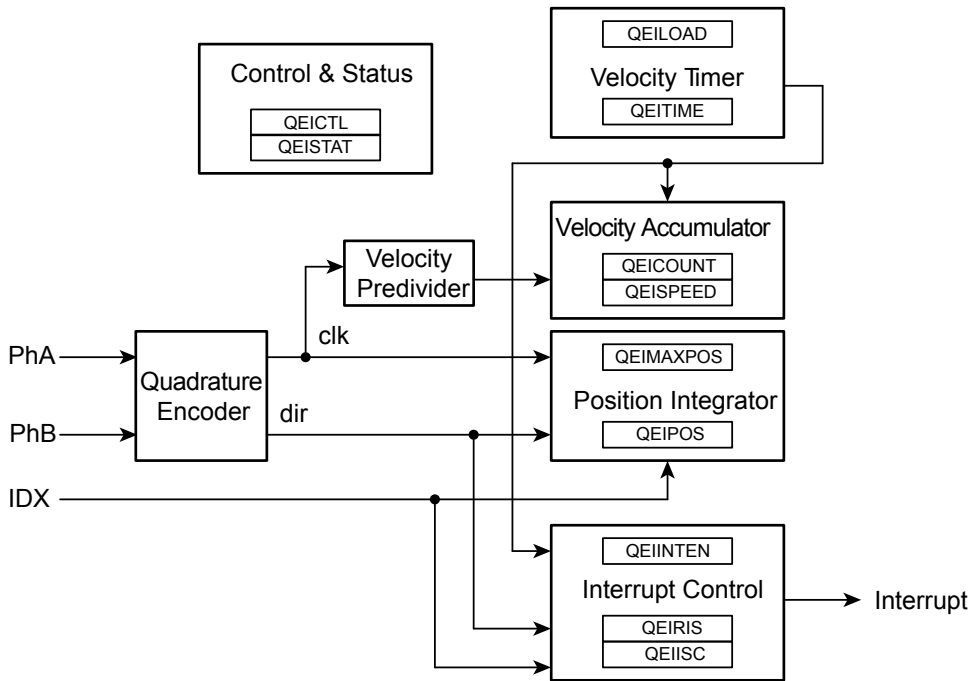 QEILOAD
Velocity Timer
QEITIME
Control & Status
QEICTL
QEISTAT
Velocity Accumulator
QEICOUNT
QEISPEED
Velocity
Predivider
clk
PhA
Quadrature
Encoder
dir
PhB
IDX
QEIMAXPOS
Position Integrator
QEIPOS
QEIINTEN
Interrupt Control
QEIRIS
QEIISC
Interrupt